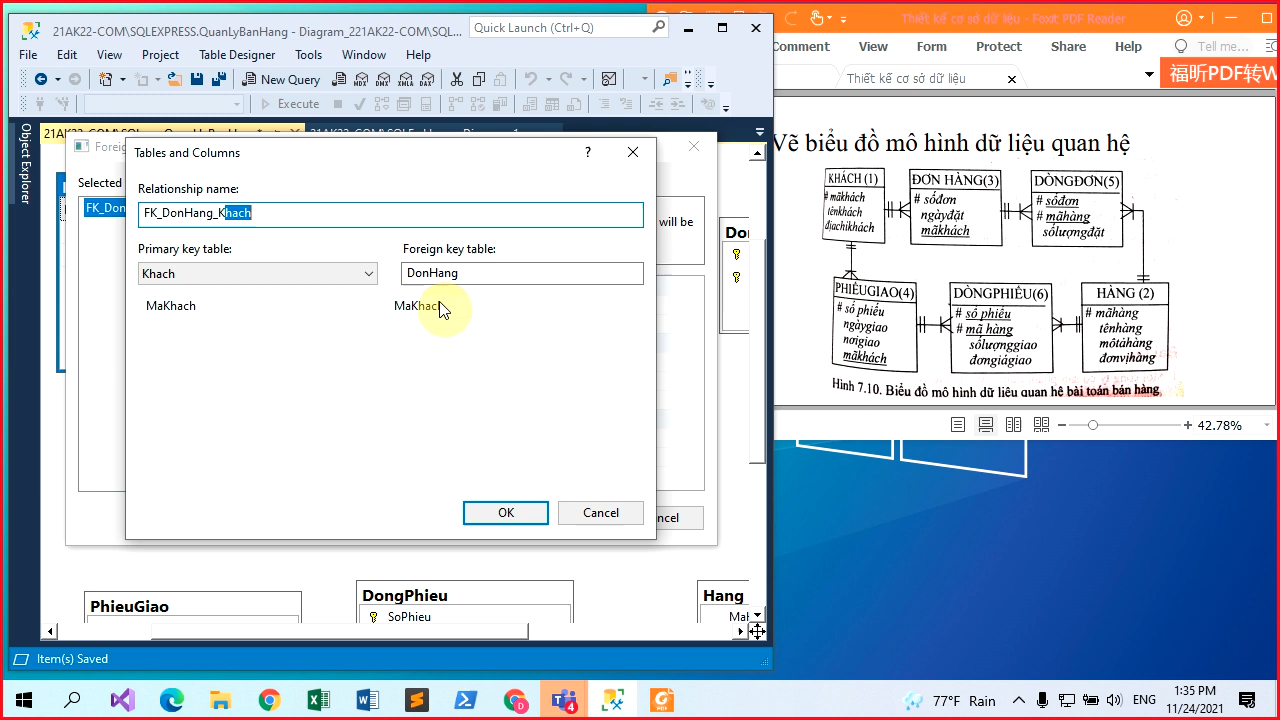 21AK22-COM\SQLEXPRESS.QuanLyBanHang - Diagram_221AK22-COM\SQL...
Quick Launch (Ctrl+Q)
File Edit View Project Table Designer Tools Window Help
New Query
MDX DMX XMLA DAX
Execute
Object Explorer
Selected
FK_Don
will be
Tables and Columns
?
Relationship name:
FK_DonHang_Khach
Primary key table:
Foreign key table:
Khach
DonHang
MaKhach
MaKhach
OK
Cancel
ncel
Don
PhieuGiao
DongPhieu
SoPhieu
Hang
Item(s) Saved
Thiết kế cơ sở dữ liệu - Foxit PDF Reader
Comment View Form Protect Share Help
Tell me...
Thiết kế cơ sở dữ liệu
福昕PDF转W
Vẽ biểu đồ mô hình dữ liệu quan hệ
KHÁCH (1)
# mãkhách
tênkhách
địachỉkhách
ĐƠN HÀNG(3)
# sốđơn
ngàyđặt
mãkhách
DÒNGĐƠN(5)
# sốđơn
# mãhàng
sốlượngđặt
PHIẾUGIAO(4)
# số phiếu
ngàygiao
nơigiao
mãkhách
DÒNGPHIẾU(6)
# số phiếu
# mã hàng
sốlượnggiao
đơngiágiao
HÀNG (2)
# mãhàng
tênhàng
môtảhàng
đơnvịhàng
Hình 7.10. Biểu đồ mô hình dữ liệu quan hệ bài toán bán hàng
42.78%
4
77°F Rain
ENG
1:35 PM
11/24/2021